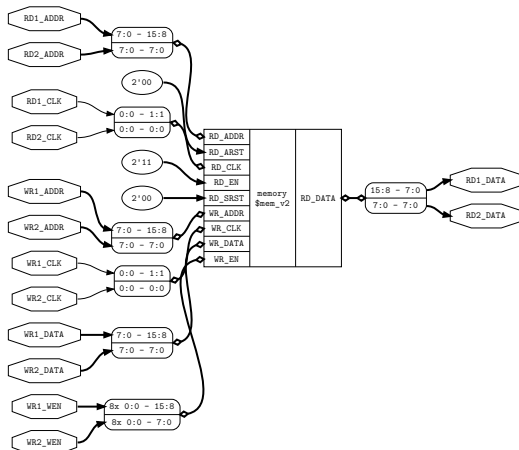 RD1_ADDR
7:0 - 15:8
7:0 - 7:0
RD2_ADDR
2'00
RD1_CLK
0:0 - 1:1
0:0 - 0:0
RD2_CLK
2'11
2'00
WR1_ADDR
7:0 - 15:8
7:0 - 7:0
WR2_ADDR
WR1_CLK
0:0 - 1:1
0:0 - 0:0
WR2_CLK
WR1_DATA
7:0 - 15:8
7:0 - 7:0
WR2_DATA
WR1_WEN
8x 0:0 - 15:8
8x 0:0 - 7:0
WR2_WEN
RD_ADDR
RD_ARST
RD_CLK
RD_EN
RD_SRST
WR_ADDR
WR_CLK
WR_DATA
WR_EN
memory
$mem_v2
RD_DATA
15:8 - 7:0
7:0 - 7:0
RD1_DATA
RD2_DATA